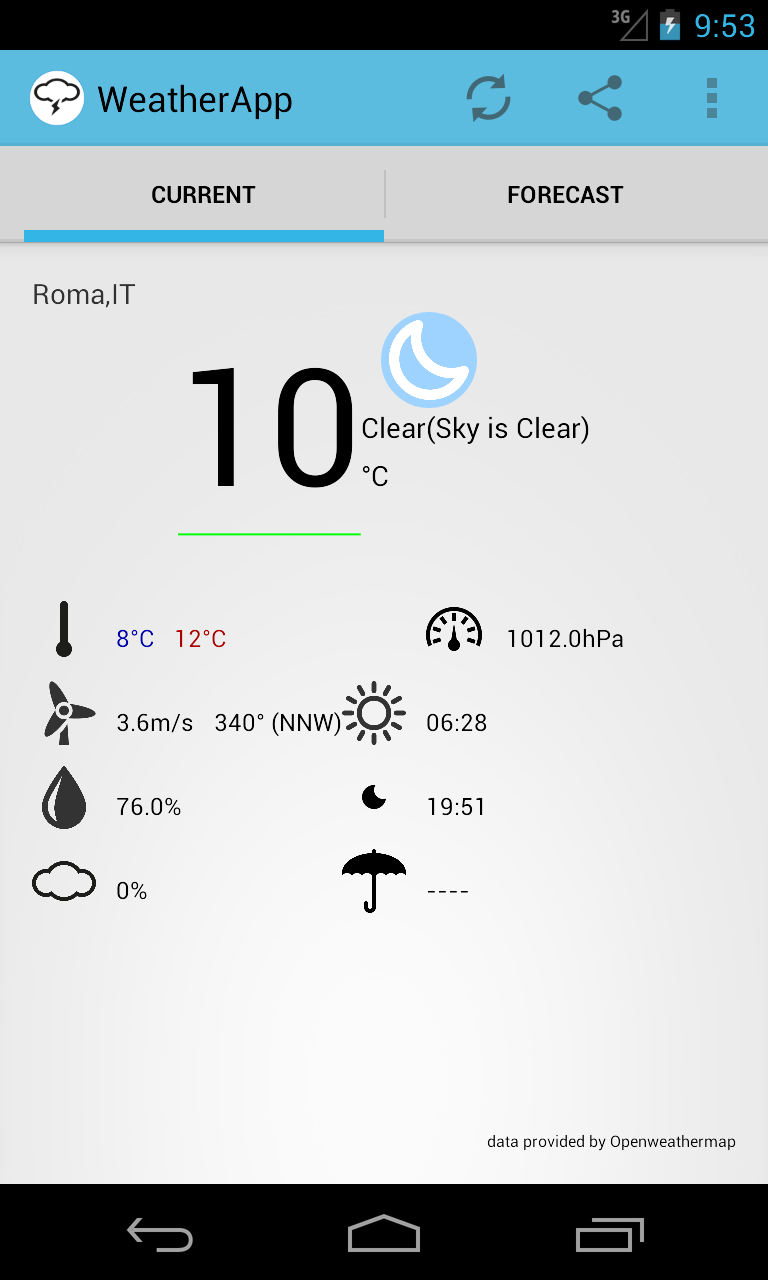 3G 9:53
WeatherApp
CURRENT FORECAST
Roma,IT
10
Clear(Sky is Clear)
°C
8°C 12°C 1012.0hPa
3.6m/s 340° (NNW) 06:28
76.0% 19:51
0% ----
data provided by Openweathermap